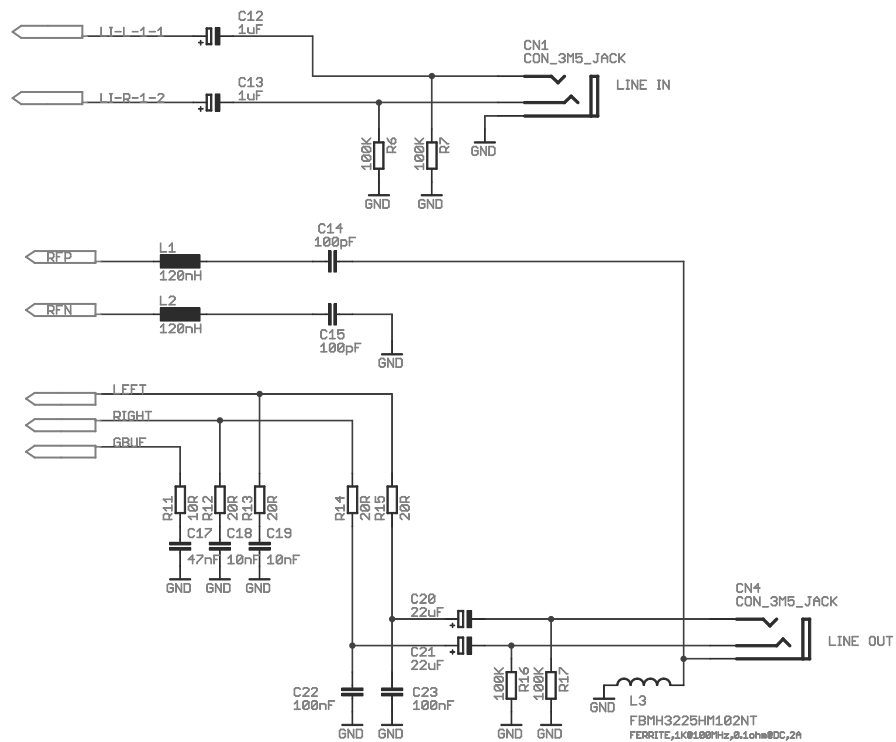 C12
1uF
LI-L-1-1
+
CN1
CON_3M5_JACK
LINE IN
C13
1uF
LI-R-1-2
+
100K
R6
100K
R7
GND
GND
GND
C14
100pF
RFP
L1
120nH
RFN
L2
120nH
C15
100pF
GND
LEFT
RIGHT
GBUF
R11
10R
R12
20R
R13
20R
R14
20R
R15
20R
C17
47nF
C18
10nF
C19
10nF
GND
GND
GND
C20
22uF
+
CN4
CON_3M5_JACK
LINE OUT
C21
22uF
+
C22
100nF
C23
100nF
100K
R16
100K
R17
GND
L3
GND
GND
GND
GND
FBMH3225HM102NT
FERRITE,1K@100MHz,0.1ohm@DC,2A